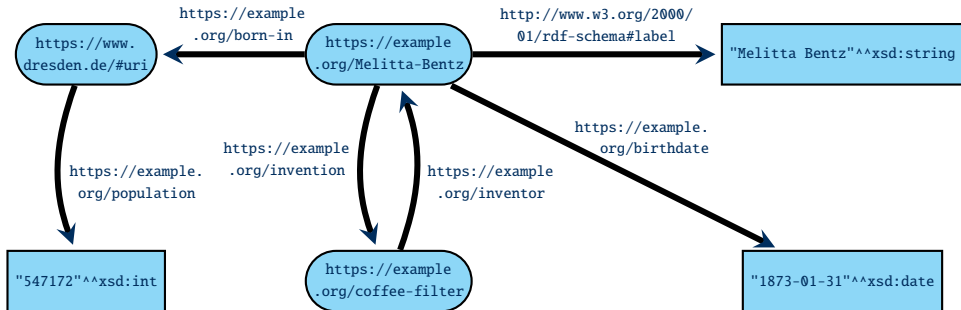 https://example
.org/born-in
http://www.w3.org/2000/
01/rdf-schema#label
https://www.
dresden.de/#uri
https://example
.org/Melitta-Bentz
"Melitta Bentz"^^xsd:string
https://example.
org/birthdate
https://example
.org/invention
https://example.
org/population
https://example
.org/inventor
"547172"^^xsd:int
https://example
.org/coffee-filter
"1873-01-31"^^xsd:date